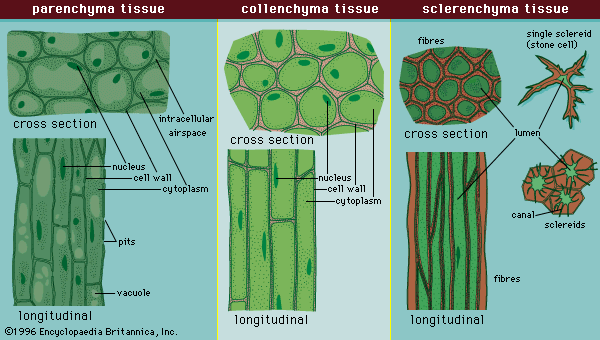 parenchyma tissue
cross section
intracellular
airspace
nucleus
cell wall
cytoplasm
pits
vacuole
longitudinal
©1996 Encyclopaedia Britannica, Inc.
collenchyma tissue
cross section
nucleus
cell wall
cytoplasm
longitudinal
sclerenchyma tissue
fibres
single sclereid
(stone cell)
cross section
lumen
canal
sclereids
fibres
longitudinal